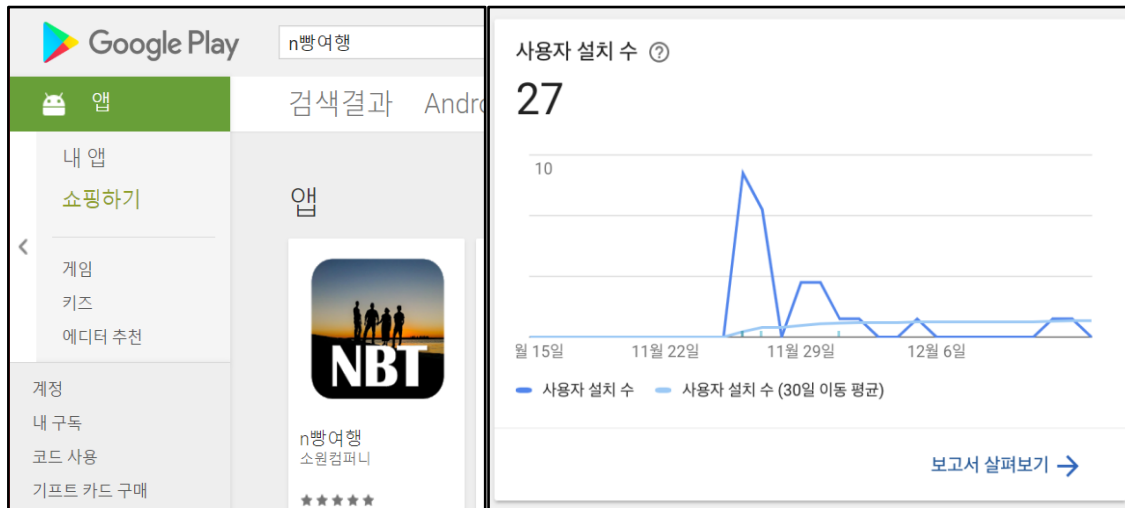 Google Play
n빵여행
앱
검색결과
내 앱
쇼핑하기
게임
키즈
에디터 추천
계정
내 구독
코드 사용
기프트 카드 구매
앱
NBT
n빵여행
소원컴퍼니
사용자 설치 수 ?
27
10
월 15일 11월 22일 11월 29일 12월 6일
사용자 설치 수 사용자 설치 수 (30일 이동 평균)
보고서 살펴보기